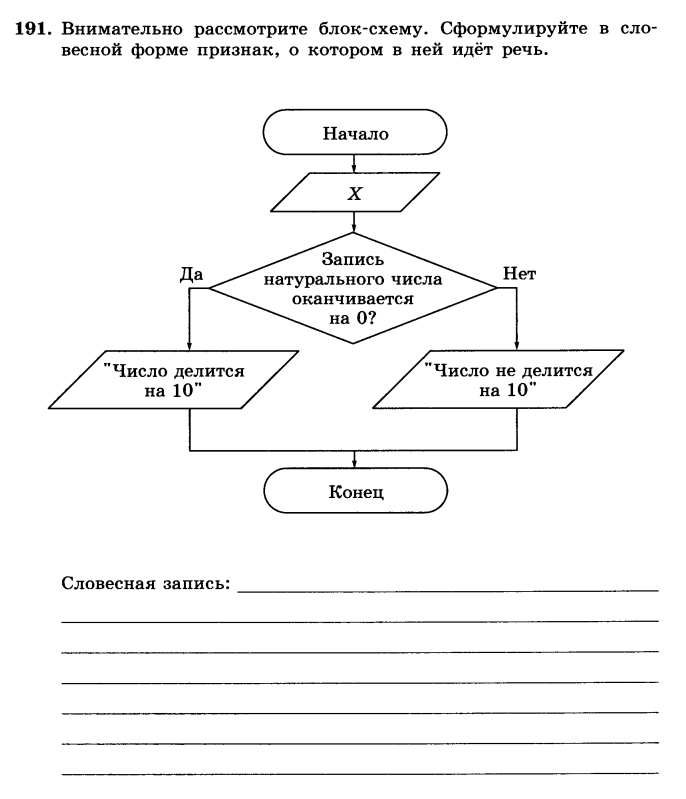 191. Внимательно рассмотрите блок-схему. Сформулируйте в сло-
весной форме признак, о котором в ней идёт речь.
Начало
X
Запись
натурального числа
оканчивается
на 0?
Да
Нет
"Число делится
на 10"
"Число не делится
на 10"
Конец
Словесная запись: